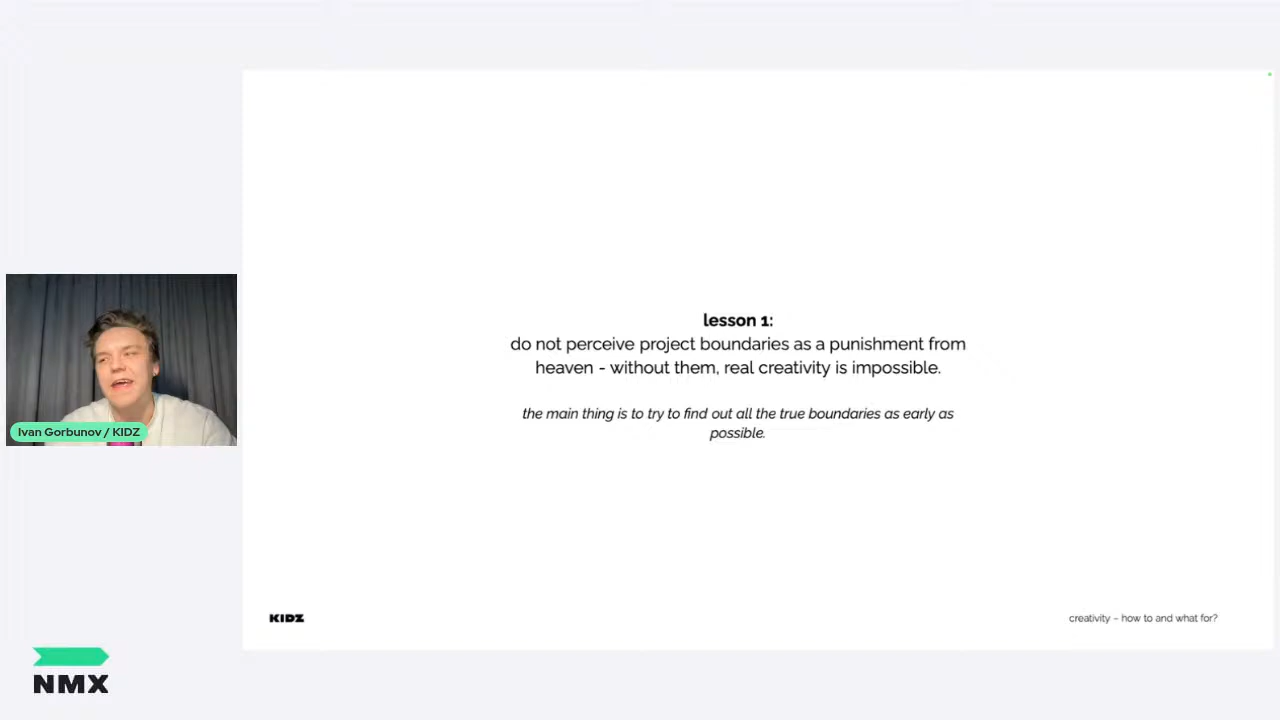 lesson 1:
do not perceive project boundaries as a punishment from
heaven - without them, real creativity is impossible.
the main thing is to try to find out all the true boundaries as early as
possible.
Ivan Gorbunov / KIDZ
KIDZ
creativity – how to and what for?
NMX